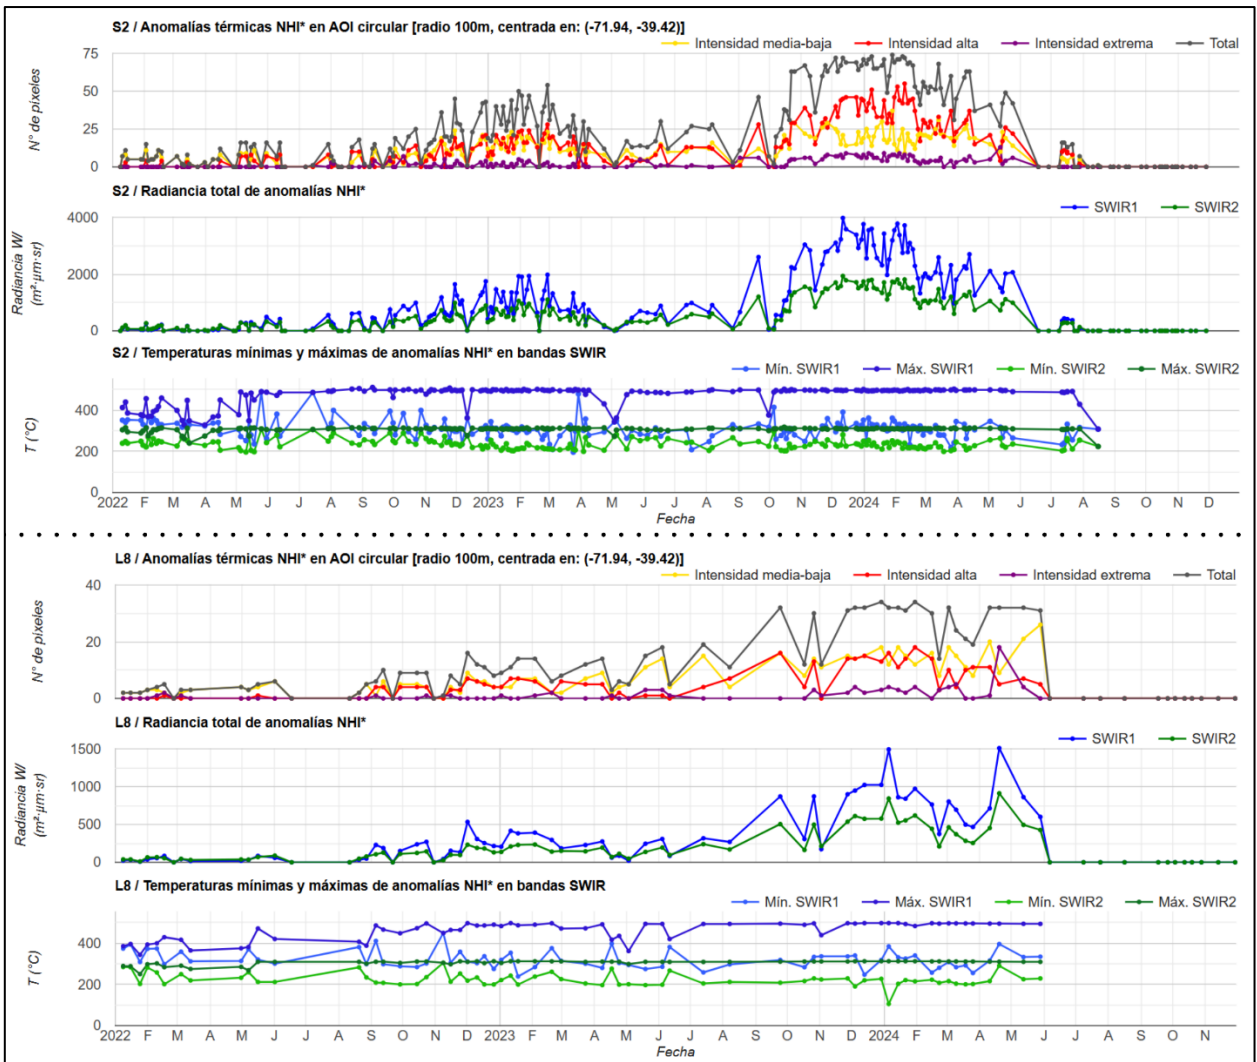 S2 / Anomalías térmicas NHI* en AOI circular [radio 100m, centrada en: (-71.94, -39.42)]
Intensidad media-baja Intensidad alta Intensidad extrema Total
N° de pixeles
75
50
25
0
S2 / Radiancia total de anomalías NHI*
SWIR1 SWIR2
Radiancia W/
(m²·μm·sr)
4000
2000
0
S2 / Temperaturas mínimas y máximas de anomalías NHI* en bandas SWIR
Mín. SWIR1 Máx. SWIR1 Mín. SWIR2 Máx. SWIR2
T (°C)
400
200
0
2022 F M A M J J A S O N D 2023 F M A M J J A S O N D 2024 F M A M J J A S O N D
Fecha
L8 / Anomalías térmicas NHI* en AOI circular [radio 100m, centrada en: (-71.94, -39.42)]
Intensidad media-baja Intensidad alta Intensidad extrema Total
N° de pixeles
40
20
0
L8 / Radiancia total de anomalías NHI*
SWIR1 SWIR2
Radiancia W/
(m²·μm·sr)
1500
1000
500
0
L8 / Temperaturas mínimas y máximas de anomalías NHI* en bandas SWIR
Mín. SWIR1 Máx. SWIR1 Mín. SWIR2 Máx. SWIR2
T (°C)
400
200
0
2022 F M A M J J A S O N D 2023 F M A M J J A S O N D 2024 F M A M J J A S O N
Fecha